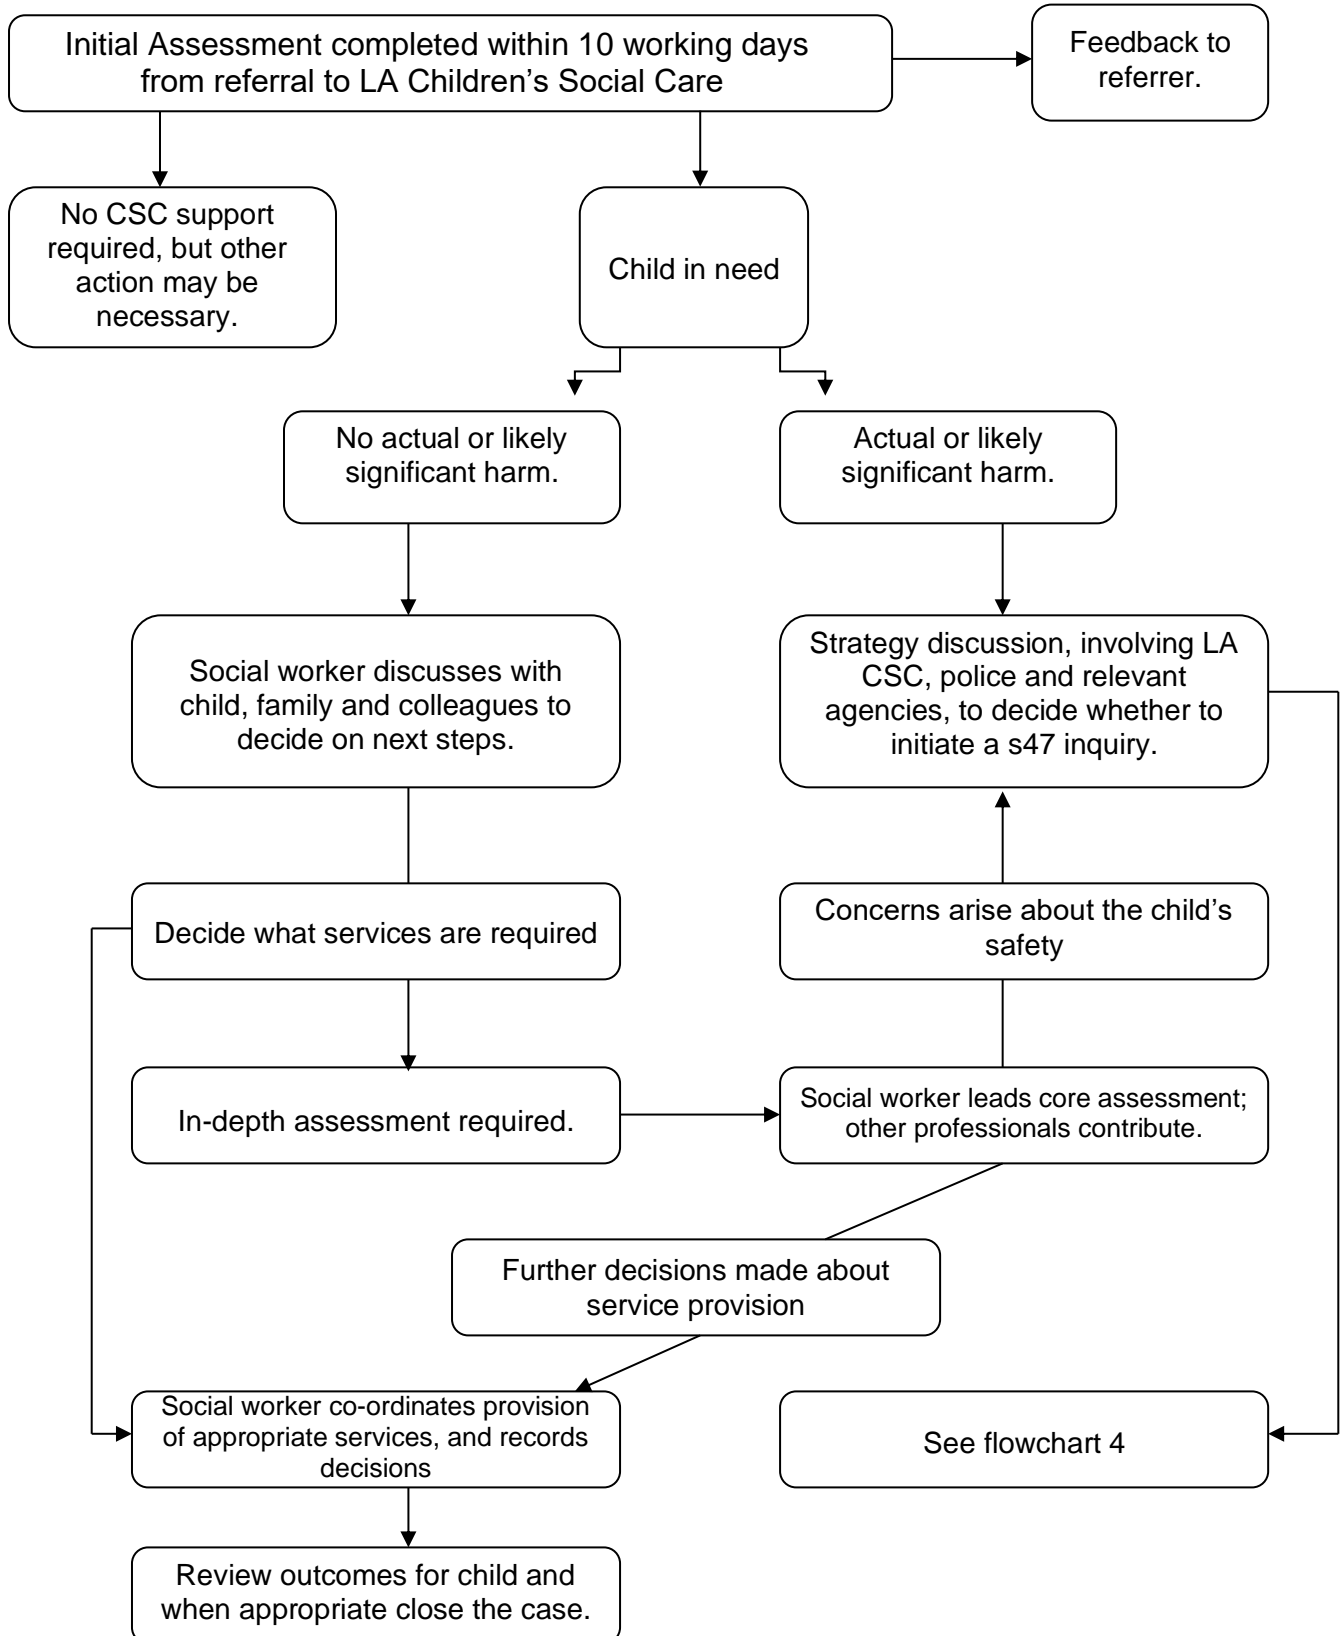 Initial Assessment completed within 10 working days
from referral to LA Children's Social Care
Feedback to
referrer.
No CSC support
required, but other
action may be
necessary.
Child in need
No actual or likely
significant harm.
Actual or likely
significant harm.
Social worker discusses with
child, family and colleagues to
decide on next steps.
Strategy discussion, involving LA
CSC, police and relevant
agencies, to decide whether to
initiate a s47 inquiry.
Decide what services are required
Concerns arise about the child's
safety
In-depth assessment required.
Social worker leads core assessment;
other professionals contribute.
Further decisions made about
service provision
Social worker co-ordinates provision
of appropriate services, and records
decisions
See flowchart 4
Review outcomes for child and
when appropriate close the case.